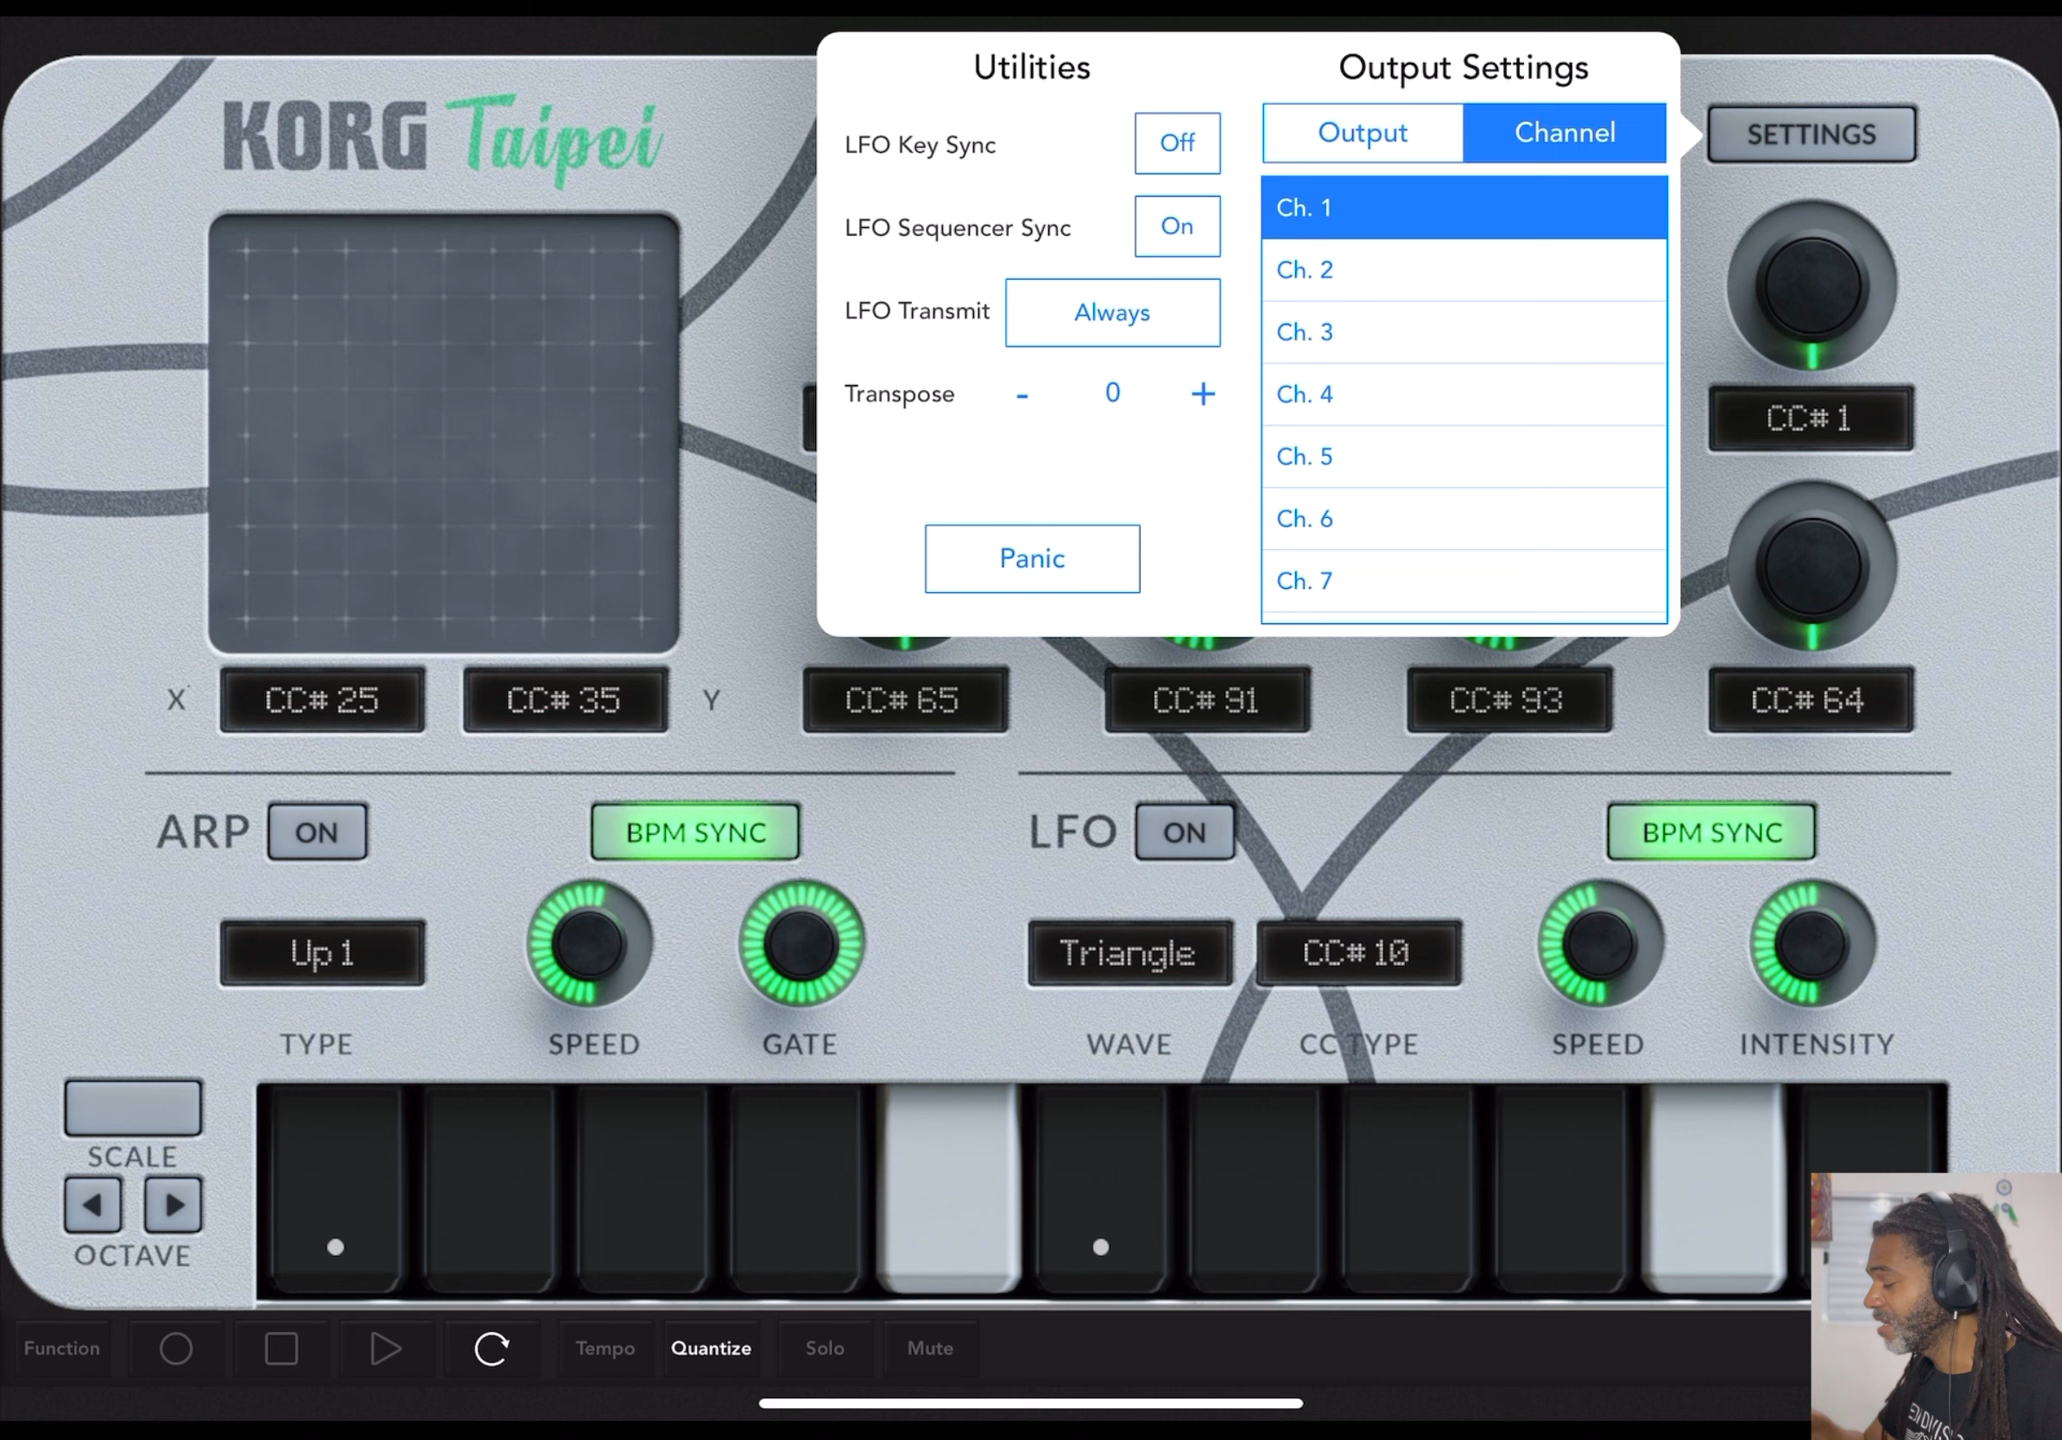 KORG Taipei
Utilities
LFO Key Sync
Off
LFO Sequencer Sync
On
LFO Transmit
Always
Transpose
-
0
+
Panic
Output Settings
Output
Channel
Ch. 1
Ch. 2
Ch. 3
Ch. 4
Ch. 5
Ch. 6
Ch. 7
SETTINGS
CC# 1
X
CC# 25
CC# 35
Y
CC# 65
CC# 91
CC# 93
CC# 64
ARP
ON
BPM SYNC
LFO
ON
BPM SYNC
Up 1
Triangle
CC# 10
TYPE
SPEED
GATE
WAVE
CC TYPE
SPEED
INTENSITY
SCALE
OCTAVE
Function
Tempo
Quantize
Solo
Mute